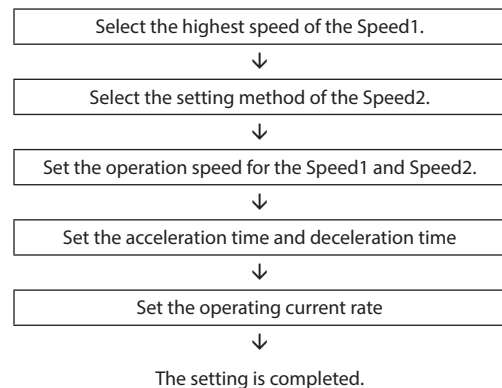 Select the highest speed of the Speed1.
↓
Select the setting method of the Speed2.
↓
Set the operation speed for the Speed1 and Speed2.
↓
Set the acceleration time and deceleration time
↓
Set the operating current rate
↓
The setting is completed.